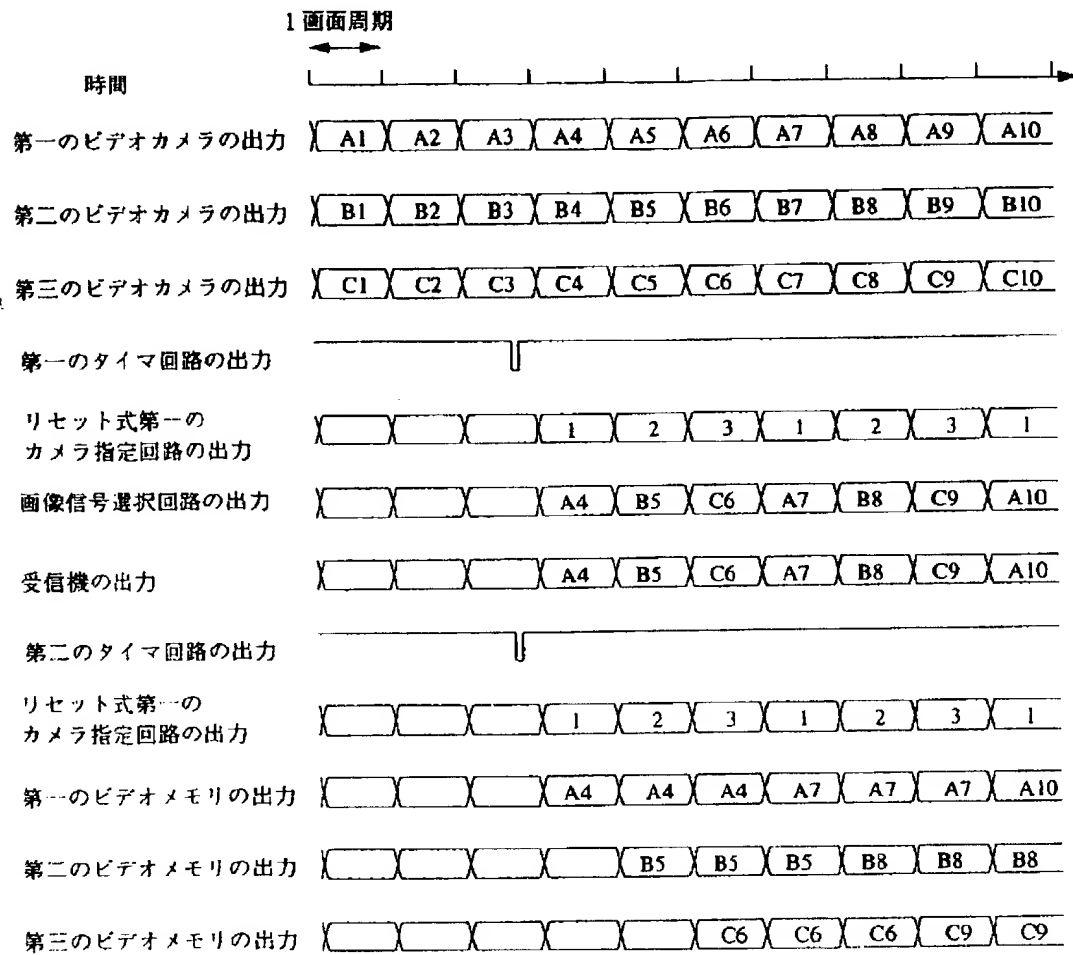 1画面周期
時間
第一のビデオカメラの出力 A1 A2 A3 A4 A5 A6 A7 A8 A9 A10
第二のビデオカメラの出力 B1 B2 B3 B4 B5 B6 B7 B8 B9 B10
第三のビデオカメラの出力 C1 C2 C3 C4 C5 C6 C7 C8 C9 C10
第一のタイマ回路の出力
リセット式第一の
カメラ指定回路の出力 1 2 3 1 2 3 1
画像信号選択回路の出力 A4 B5 C6 A7 B8 C9 A10
受信機の出力 A4 B5 C6 A7 B8 C9 A10
第二のタイマ回路の出力
リセット式第一の
カメラ指定回路の出力 1 2 3 1 2 3 1
第一のビデオメモリの出力 A4 A4 A4 A7 A7 A7 A10
第二のビデオメモリの出力 B5 B5 B5 B8 B8 B8
第三のビデオメモリの出力 C6 C6 C6 C9 C9